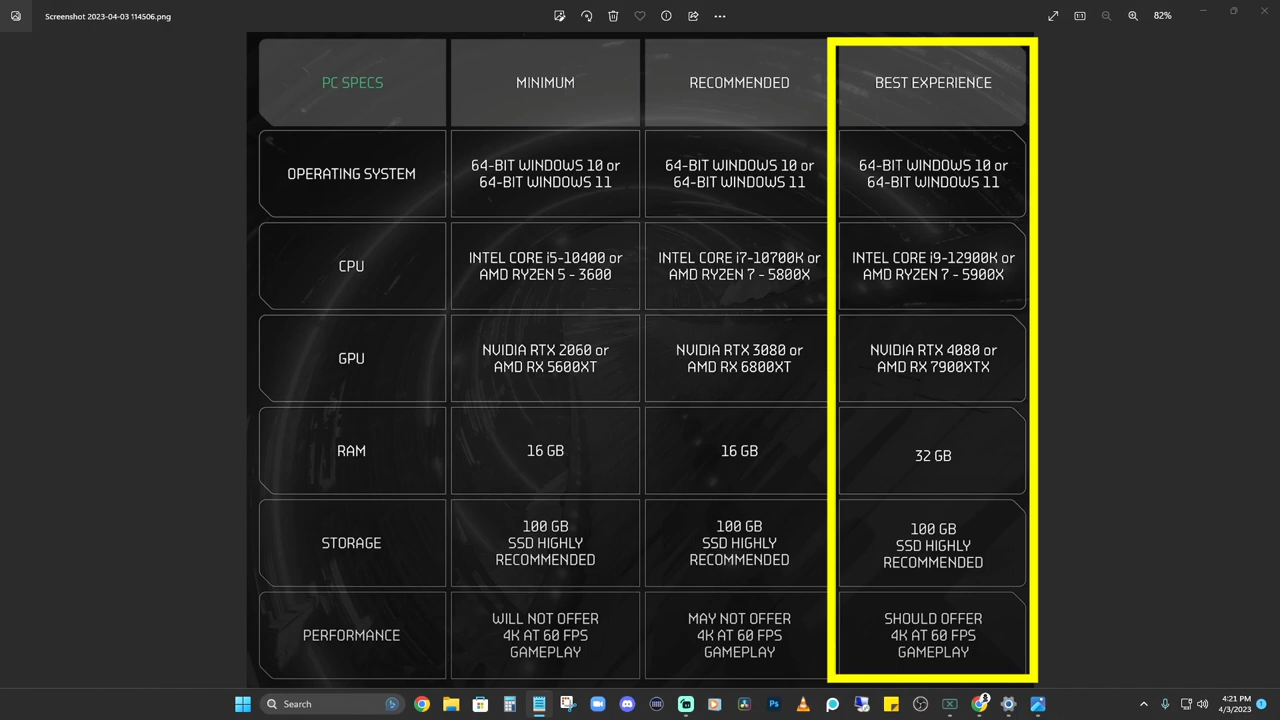 Screenshot 2023-04-03 114506.png
82%
PC SPECS
MINIMUM
RECOMMENDED
BEST EXPERIENCE
OPERATING SYSTEM
64-BIT WINDOWS 10 or
64-BIT WINDOWS 11
64-BIT WINDOWS 10 or
64-BIT WINDOWS 11
64-BIT WINDOWS 10 or
64-BIT WINDOWS 11
CPU
INTEL CORE i5-10400 or
AMD RYZEN 5 - 3600
INTEL CORE i7-10700K or
AMD RYZEN 7 - 5800X
INTEL CORE i9-12900K or
AMD RYZEN 7 - 5900X
GPU
NVIDIA RTX 2060 or
AMD RX 5600XT
NVIDIA RTX 3080 or
AMD RX 6800XT
NVIDIA RTX 4080 or
AMD RX 7900XTX
RAM
16 GB
16 GB
32 GB
STORAGE
100 GB
SSD HIGHLY
RECOMMENDED
100 GB
SSD HIGHLY
RECOMMENDED
100 GB
SSD HIGHLY
RECOMMENDED
PERFORMANCE
WILL NOT OFFER
4K AT 60 FPS
GAMEPLAY
MAY NOT OFFER
4K AT 60 FPS
GAMEPLAY
SHOULD OFFER
4K AT 60 FPS
GAMEPLAY
Search
Ps
4:21 PM
4/3/2023